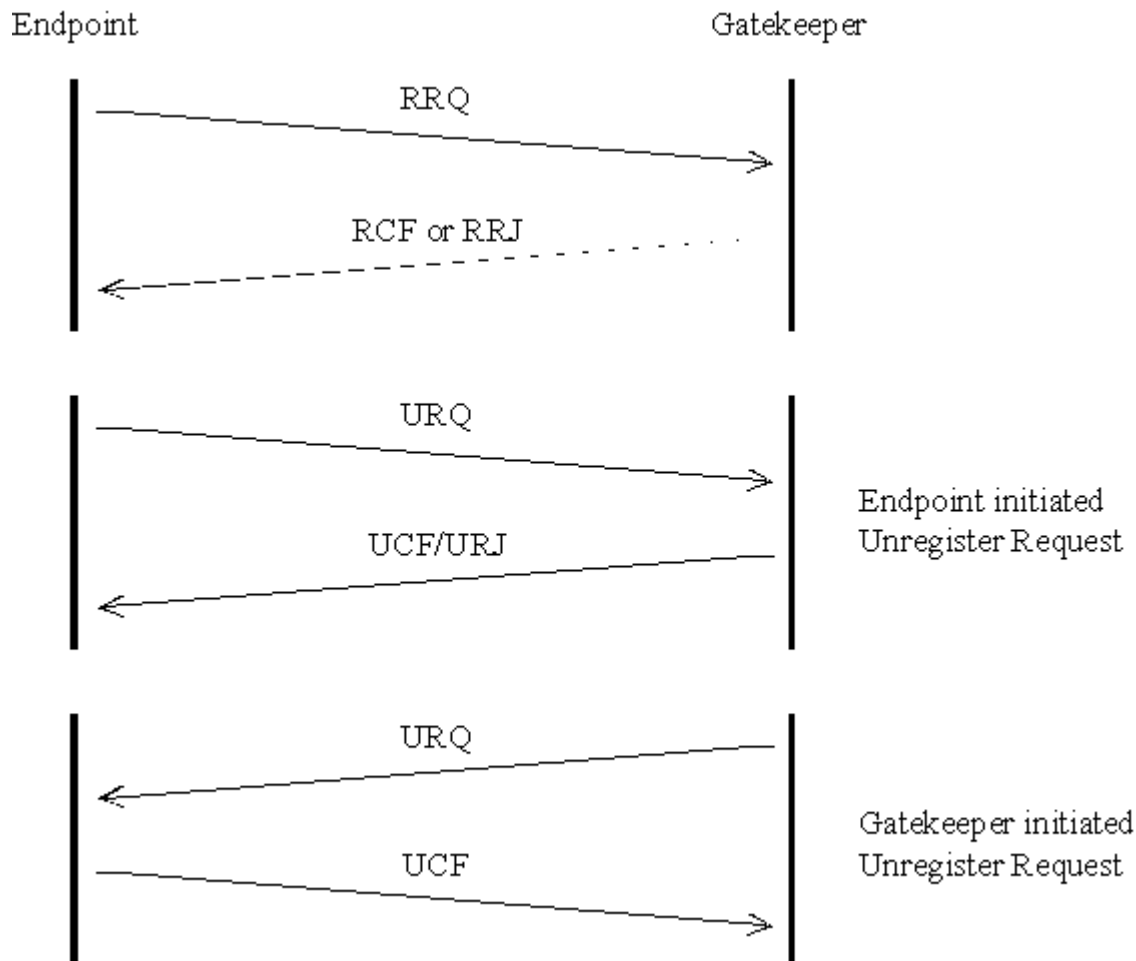 Endpoint
Gatekeeper
RRQ
RCF or RRJ
URQ
UCF/URJ
Endpoint initiated
Unregister Request
URQ
UCF
Gatekeeper initiated
Unregister Request